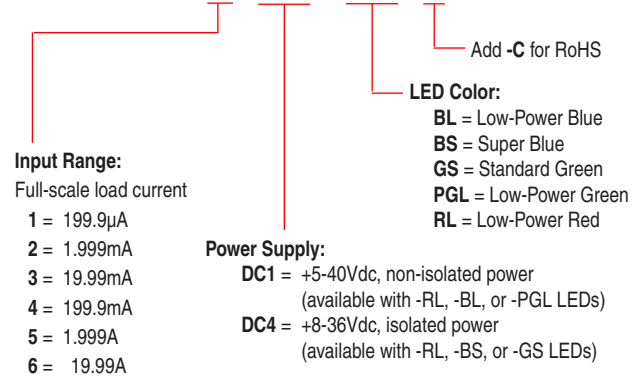 Add -C for RoHS
LED Color:
BL = Low-Power Blue
BS = Super Blue
GS = Standard Green
PGL = Low-Power Green
RL = Low-Power Red
Input Range:
Full-scale load current
1 = 199.9µA
2 = 1.999mA
3 = 19.99mA
4 = 199.9mA
5 = 1.999A
6 = 19.99A
Power Supply:
DC1 = +5-40Vdc, non-isolated power
(available with -RL, -BL, or -PGL LEDs)
DC4 = +8-36Vdc, isolated power
(available with -RL, -BS, or -GS LEDs)